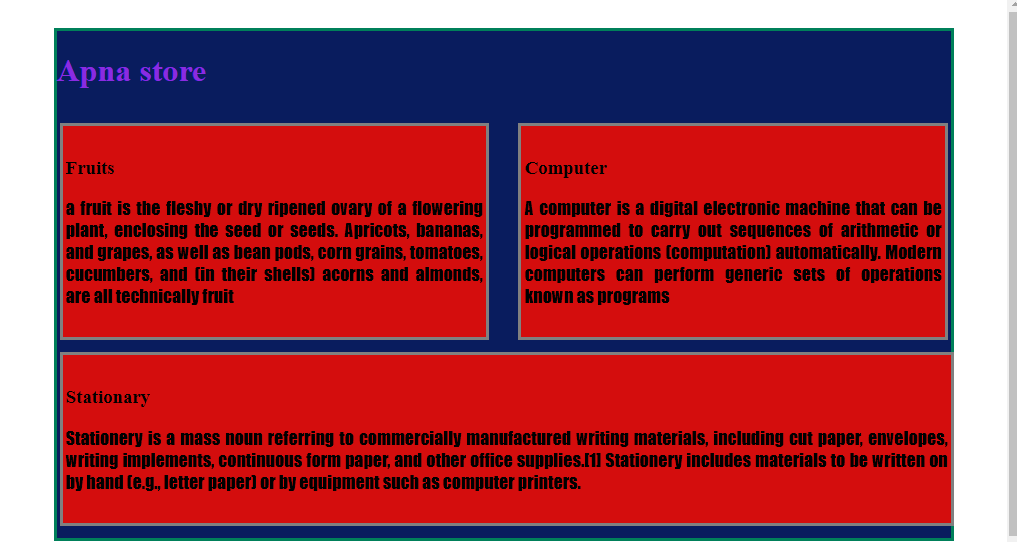 Apna store
Fruits
a fruit is the fleshy or dry ripened ovary of a flowering
plant, enclosing the seed or seeds. Apricots, bananas,
and grapes, as well as bean pods, corn grains, tomatoes,
cucumbers, and (in their shells) acorns and almonds,
are all technically fruit
Computer
A computer is a digital electronic machine that can be
programmed to carry out sequences of arithmetic or
logical operations (computation) automatically. Modern
computers can perform generic sets of operations
known as programs
Stationary
Stationery is a mass noun referring to commercially manufactured writing materials, including cut paper, envelopes,
writing implements, continuous form paper, and other office supplies.[1] Stationery includes materials to be written on
by hand (e.g., letter paper) or by equipment such as computer printers.